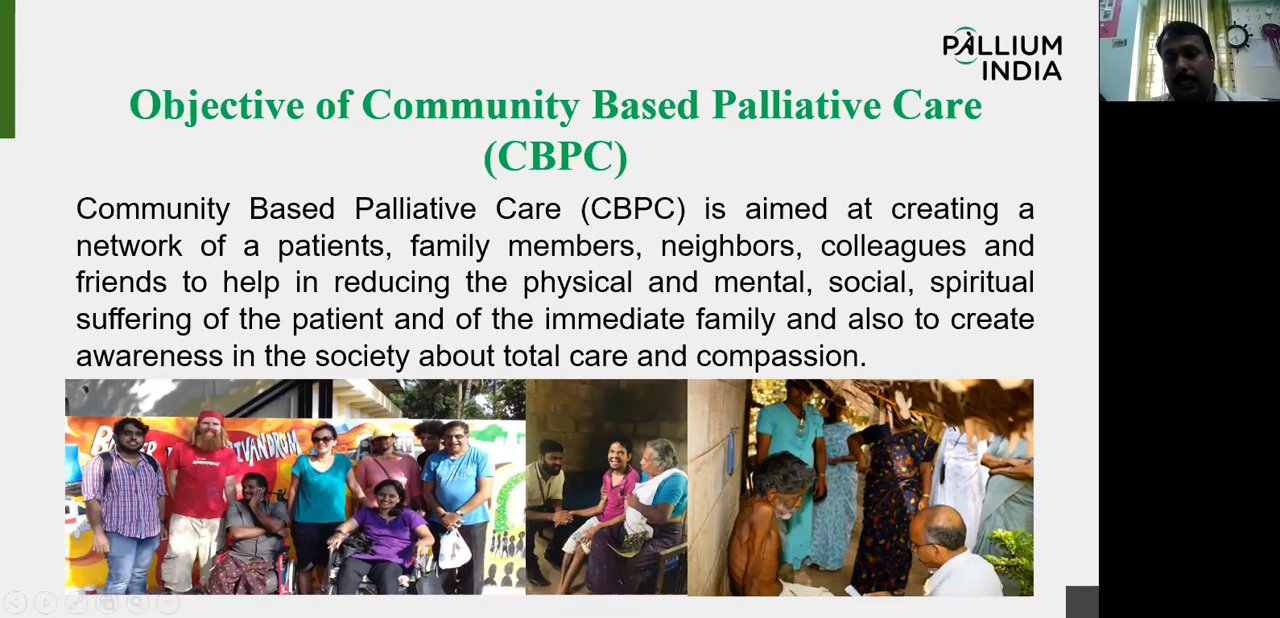 PALLIUM
INDIA
Objective of Community Based Palliative Care
(CBPC)
Community Based Palliative Care (CBPC) is aimed at creating a
network of a patients, family members, neighbors, colleagues and
friends to help in reducing the physical and mental, social, spiritual
suffering of the patient and of the immediate family and also to create
awareness in the society about total care and compassion.